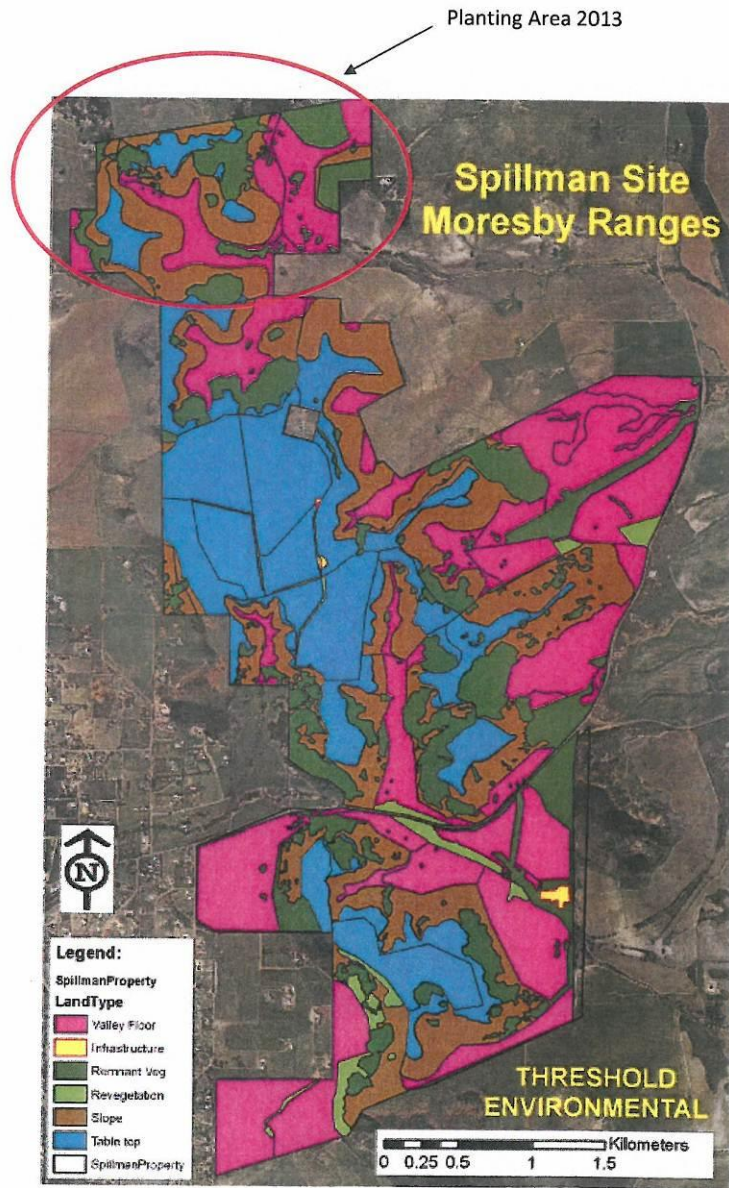 Planting Area 2013
Spillman Site
Moresby Ranges
N
Legend:
SpillmanProperty
LandType
Valley Floor
Infrastructure
Remnant Veg
Revegetation
Slope
Table top
SpillmanProperty
THRESHOLD
ENVIRONMENTAL
Kilometers
0 0.25 0.5 1 1.5